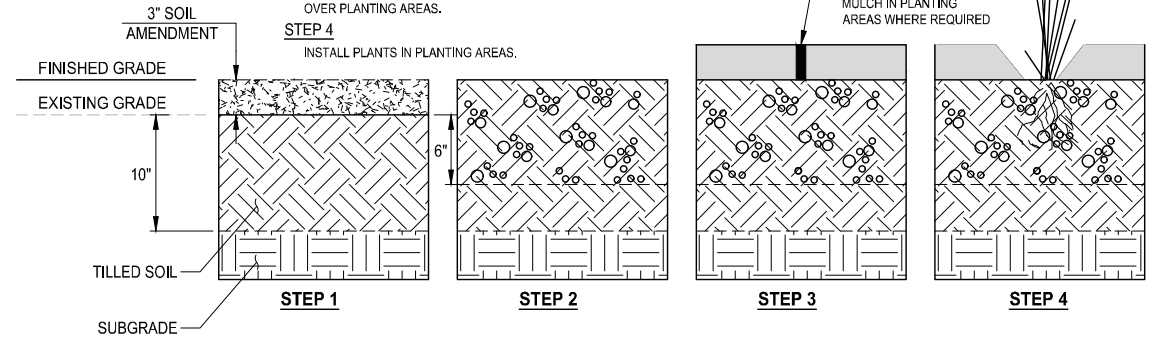 OVER PLANTING AREAS.
STEP 4
INSTALL PLANTS IN PLANTING AREAS.
3" SOIL
AMENDMENT
MULCH IN PLANTING
AREAS WHERE REQUIRED
FINISHED GRADE
EXISTING GRADE
10"
6"
TILLED SOIL
SUBGRADE
STEP 1
STEP 2
STEP 3
STEP 4